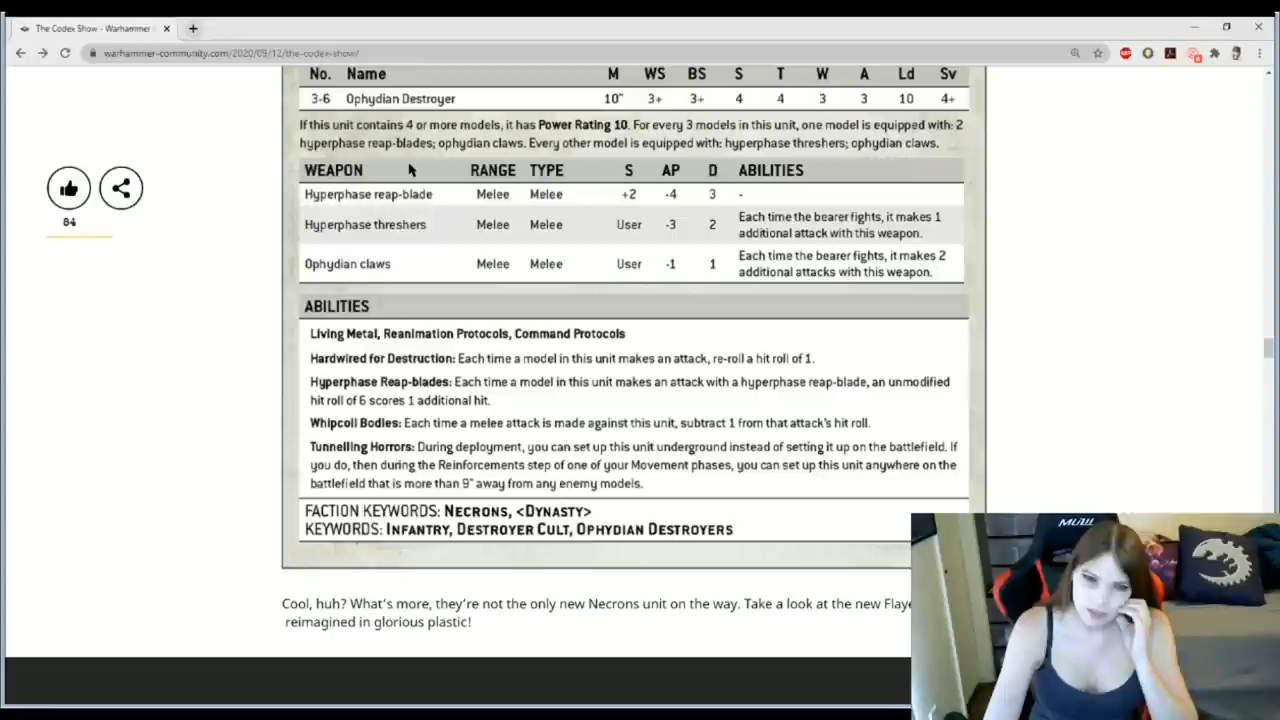 The Codex Show - Warhammer
warhammer-community.com/2020/09/12/the-codex-show/
No. Name M WS BS S T W A Ld Sv
3-6 Ophydian Destroyer 10" 3+ 3+ 4 4 3 3 10 4+
If this unit contains 4 or more models, it has Power Rating 10. For every 3 models in this unit, one model is equipped with: 2
hyperphase reap-blades; ophydian claws. Every other model is equipped with: hyperphase threshers; ophydian claws.
WEAPON RANGE TYPE S AP D ABILITIES
Hyperphase reap-blade Melee Melee +2 -4 3 -
Hyperphase threshers Melee Melee User -3 2 Each time the bearer fights, it makes 1
additional attack with this weapon.
Ophydian claws Melee Melee User -1 1 Each time the bearer fights, it makes 2
additional attacks with this weapon.
84
ABILITIES
Living Metal, Reanimation Protocols, Command Protocols
Hardwired for Destruction: Each time a model in this unit makes an attack, re-roll a hit roll of 1.
Hyperphase Reap-blades: Each time a model in this unit makes an attack with a hyperphase reap-blade, an unmodified
hit roll of 6 scores 1 additional hit.
Whipcoil Bodies: Each time a melee attack is made against this unit, subtract 1 from that attack's hit roll.
Tunnelling Horrors: During deployment, you can set up this unit underground instead of setting it up on the battlefield. If
you do, then during the Reinforcements step of one of your Movement phases, you can set up this unit anywhere on the
battlefield that is more than 9" away from any enemy models.
FACTION KEYWORDS: NECRONS, <DYNASTY>
KEYWORDS: INFANTRY, DESTROYER CULT, OPHYDIAN DESTROYERS
Cool, huh? What's more, they're not the only new Necrons unit on the way. Take a look at the new Flaye
reimagined in glorious plastic!